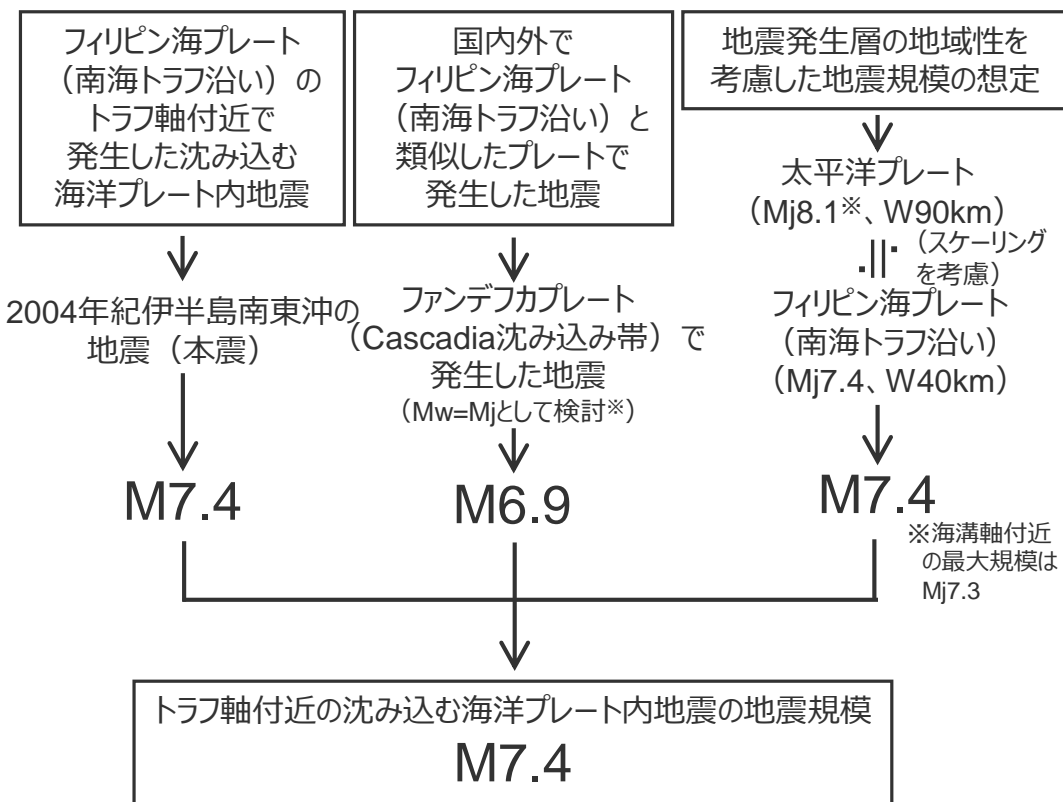 フィリピン海プレート
（南海トラフ沿い）の
トラフ軸付近で
発生した沈み込む
海洋プレート内地震
2004年紀伊半島南東沖の
地震（本震）
M7.4
国内外で
フィリピン海プレート
（南海トラフ沿い）と
類似したプレートで
発生した地震
ファンデフカプレート
（Cascadia沈み込み帯）で
発生した地震
（Mw=Mjとして検討※）
M6.9
地震発生層の地域性を
考慮した地震規模の想定
太平洋プレート
（Mj8.1※、W90km）
（スケーリング
を考慮）
フィリピン海プレート
（南海トラフ沿い）
（Mj7.4、W40km）
M7.4
※海溝軸付近
の最大規模は
Mj7.3
トラフ軸付近の沈み込む海洋プレート内地震の地震規模
M7.4